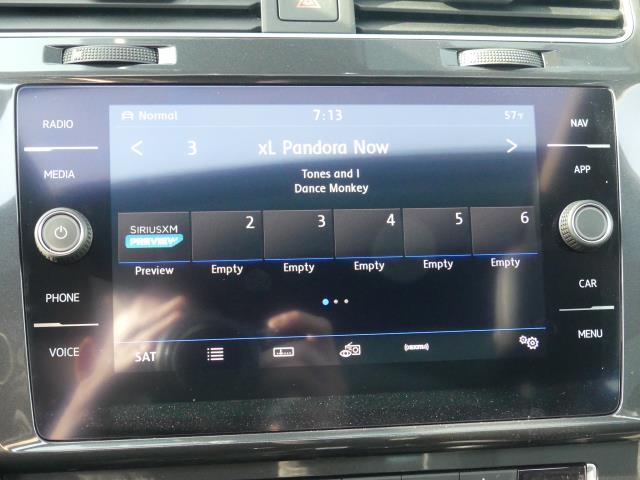 RADIO
MEDIA
PHONE
VOICE
Normal
7:13
57°F
3 xL Pandora Now
Tones and I
Dance Monkey
SIRIUSXM
PREVIEW
2
3
4
5
6
Preview
Empty
Empty
Empty
Empty
Empty
SAT
NAV
APP
CAR
MENU